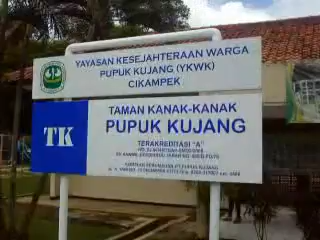 YAYASAN KESEJAHTERAAN WARGA
PUPUK KUJANG (YKWK)
CIKAMPEK
TK
TAMAN KANAK-KANAK
PUPUK KUJANG
TERAKREDITASI "A"